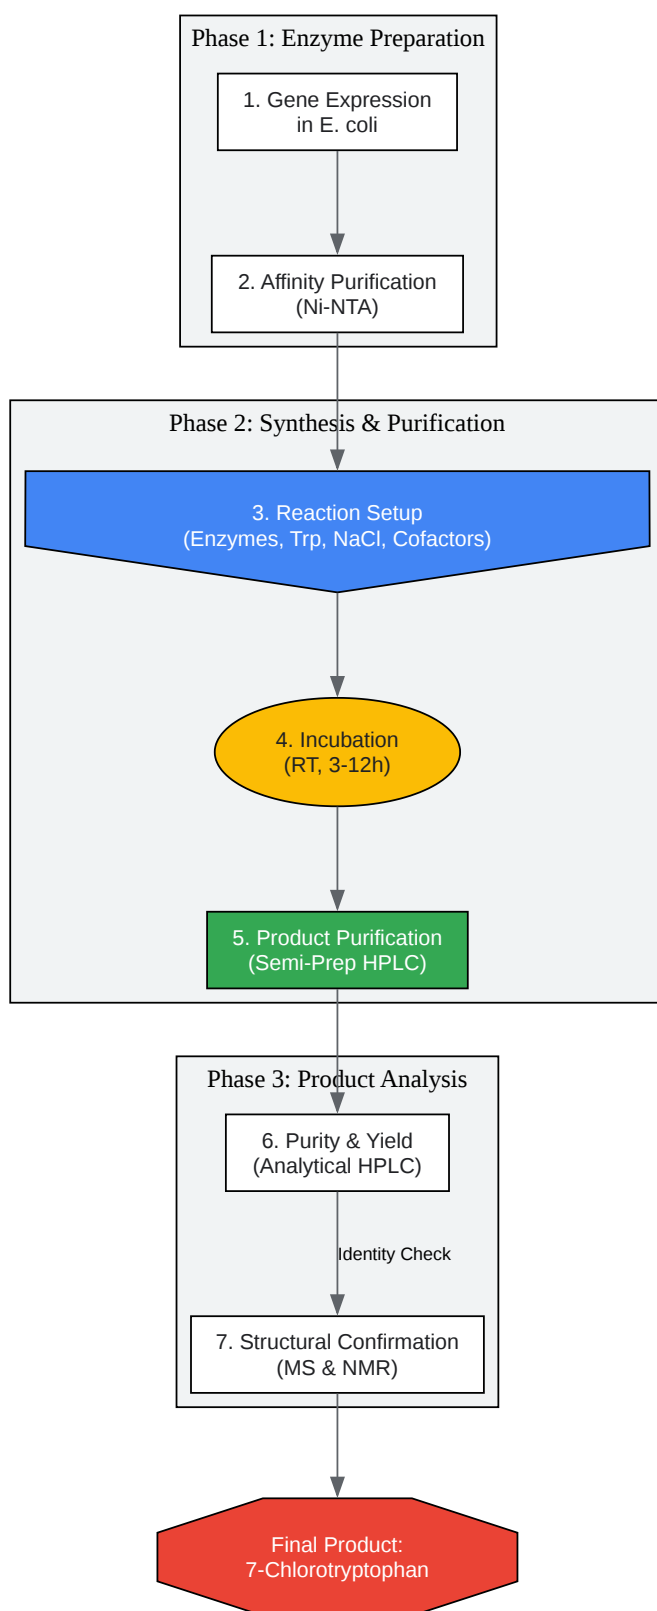 Phase 1: Enzyme Preparation
1. Gene Expression
in E. coli
2. Affinity Purification
(Ni-NTA)
Phase 2: Synthesis & Purification
3. Reaction Setup
(Enzymes, Trp, NaCl, Cofactors)
4. Incubation
(RT, 3-12h)
5. Product Purification
(Semi-Prep HPLC)
Phase 3: Product Analysis
6. Purity & Yield
(Analytical HPLC)
Identity Check
7. Structural Confirmation
(MS & NMR)
Final Product:
7-Chlorotryptophan